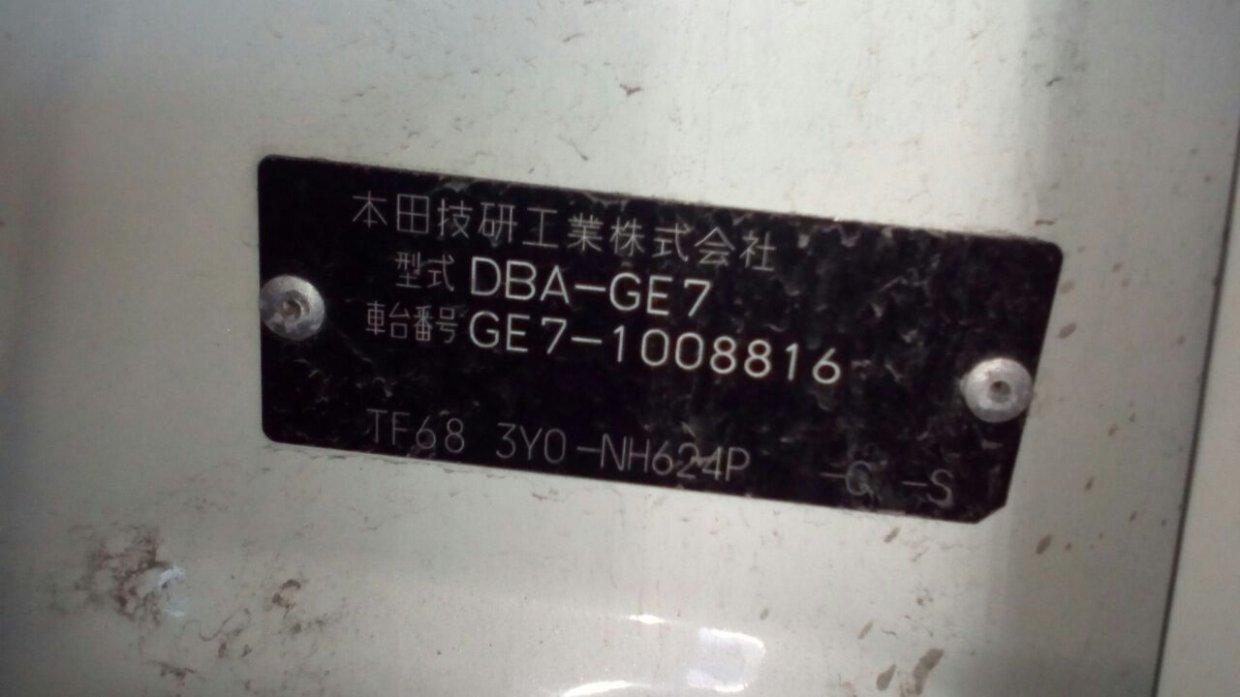 本田技研工業株式会社
型式 DBA-GE7
車台番号 GE7-1008816
TF68 3Y0-NH624P -G -S